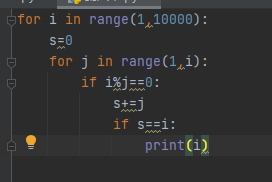 for i in range(1,10000):
    s=0
    for j in range(1,i):
        if i%j==0:
            s+=j
            if s==i:
                print(i)